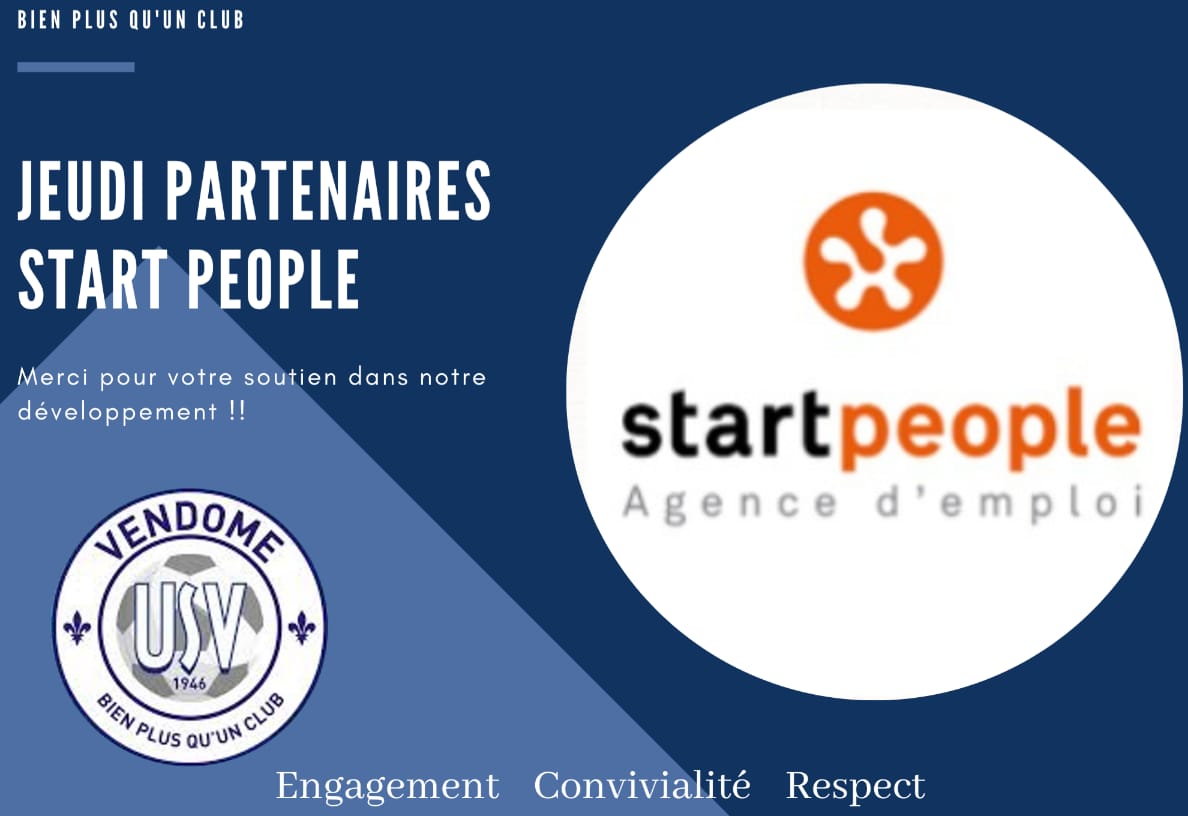 BIEN PLUS QU'UN CLUB
JEUDI PARTENAIRES
START PEOPLE
Merci pour votre soutien dans notre
développement !!
startpeople
Agence d'emploi
VENDOME
USV
1946
BIEN PLUS QU'UN CLUB
Engagement Convivialité Respect